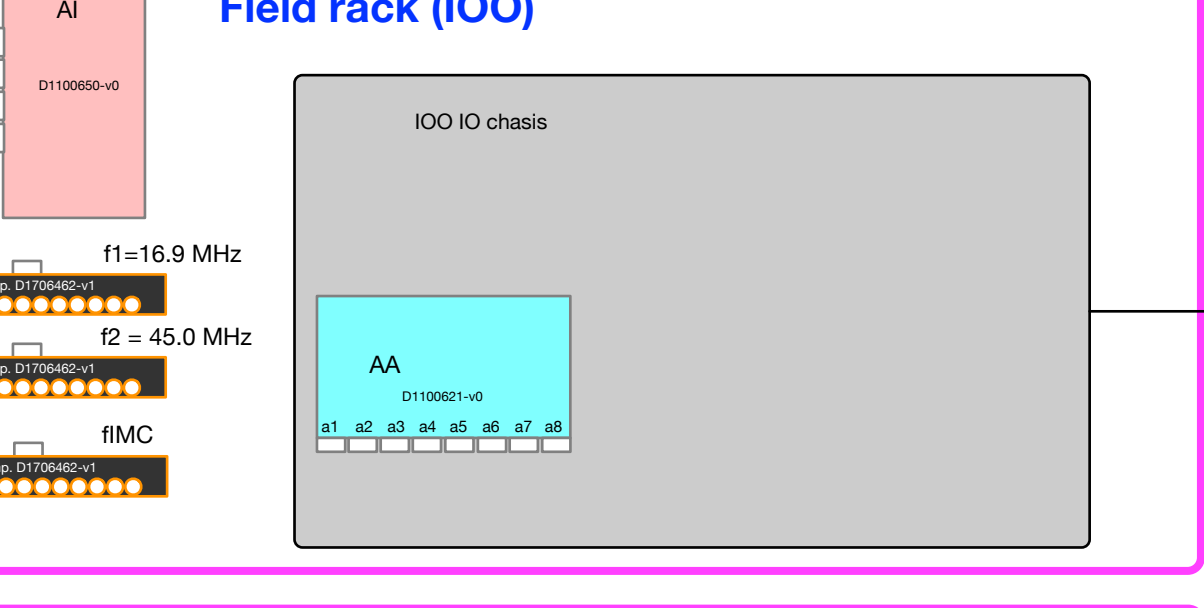 AI
Field rack (IOO)
D1100650-v0
IOO IO chasis
f1=16.9 MHz
D1706462-v1
f2 = 45.0 MHz
D1706462-v1
AA
D1100621-v0
a1 a2 a3 a4 a5 a6 a7 a8
fIMC
D1706462-v1